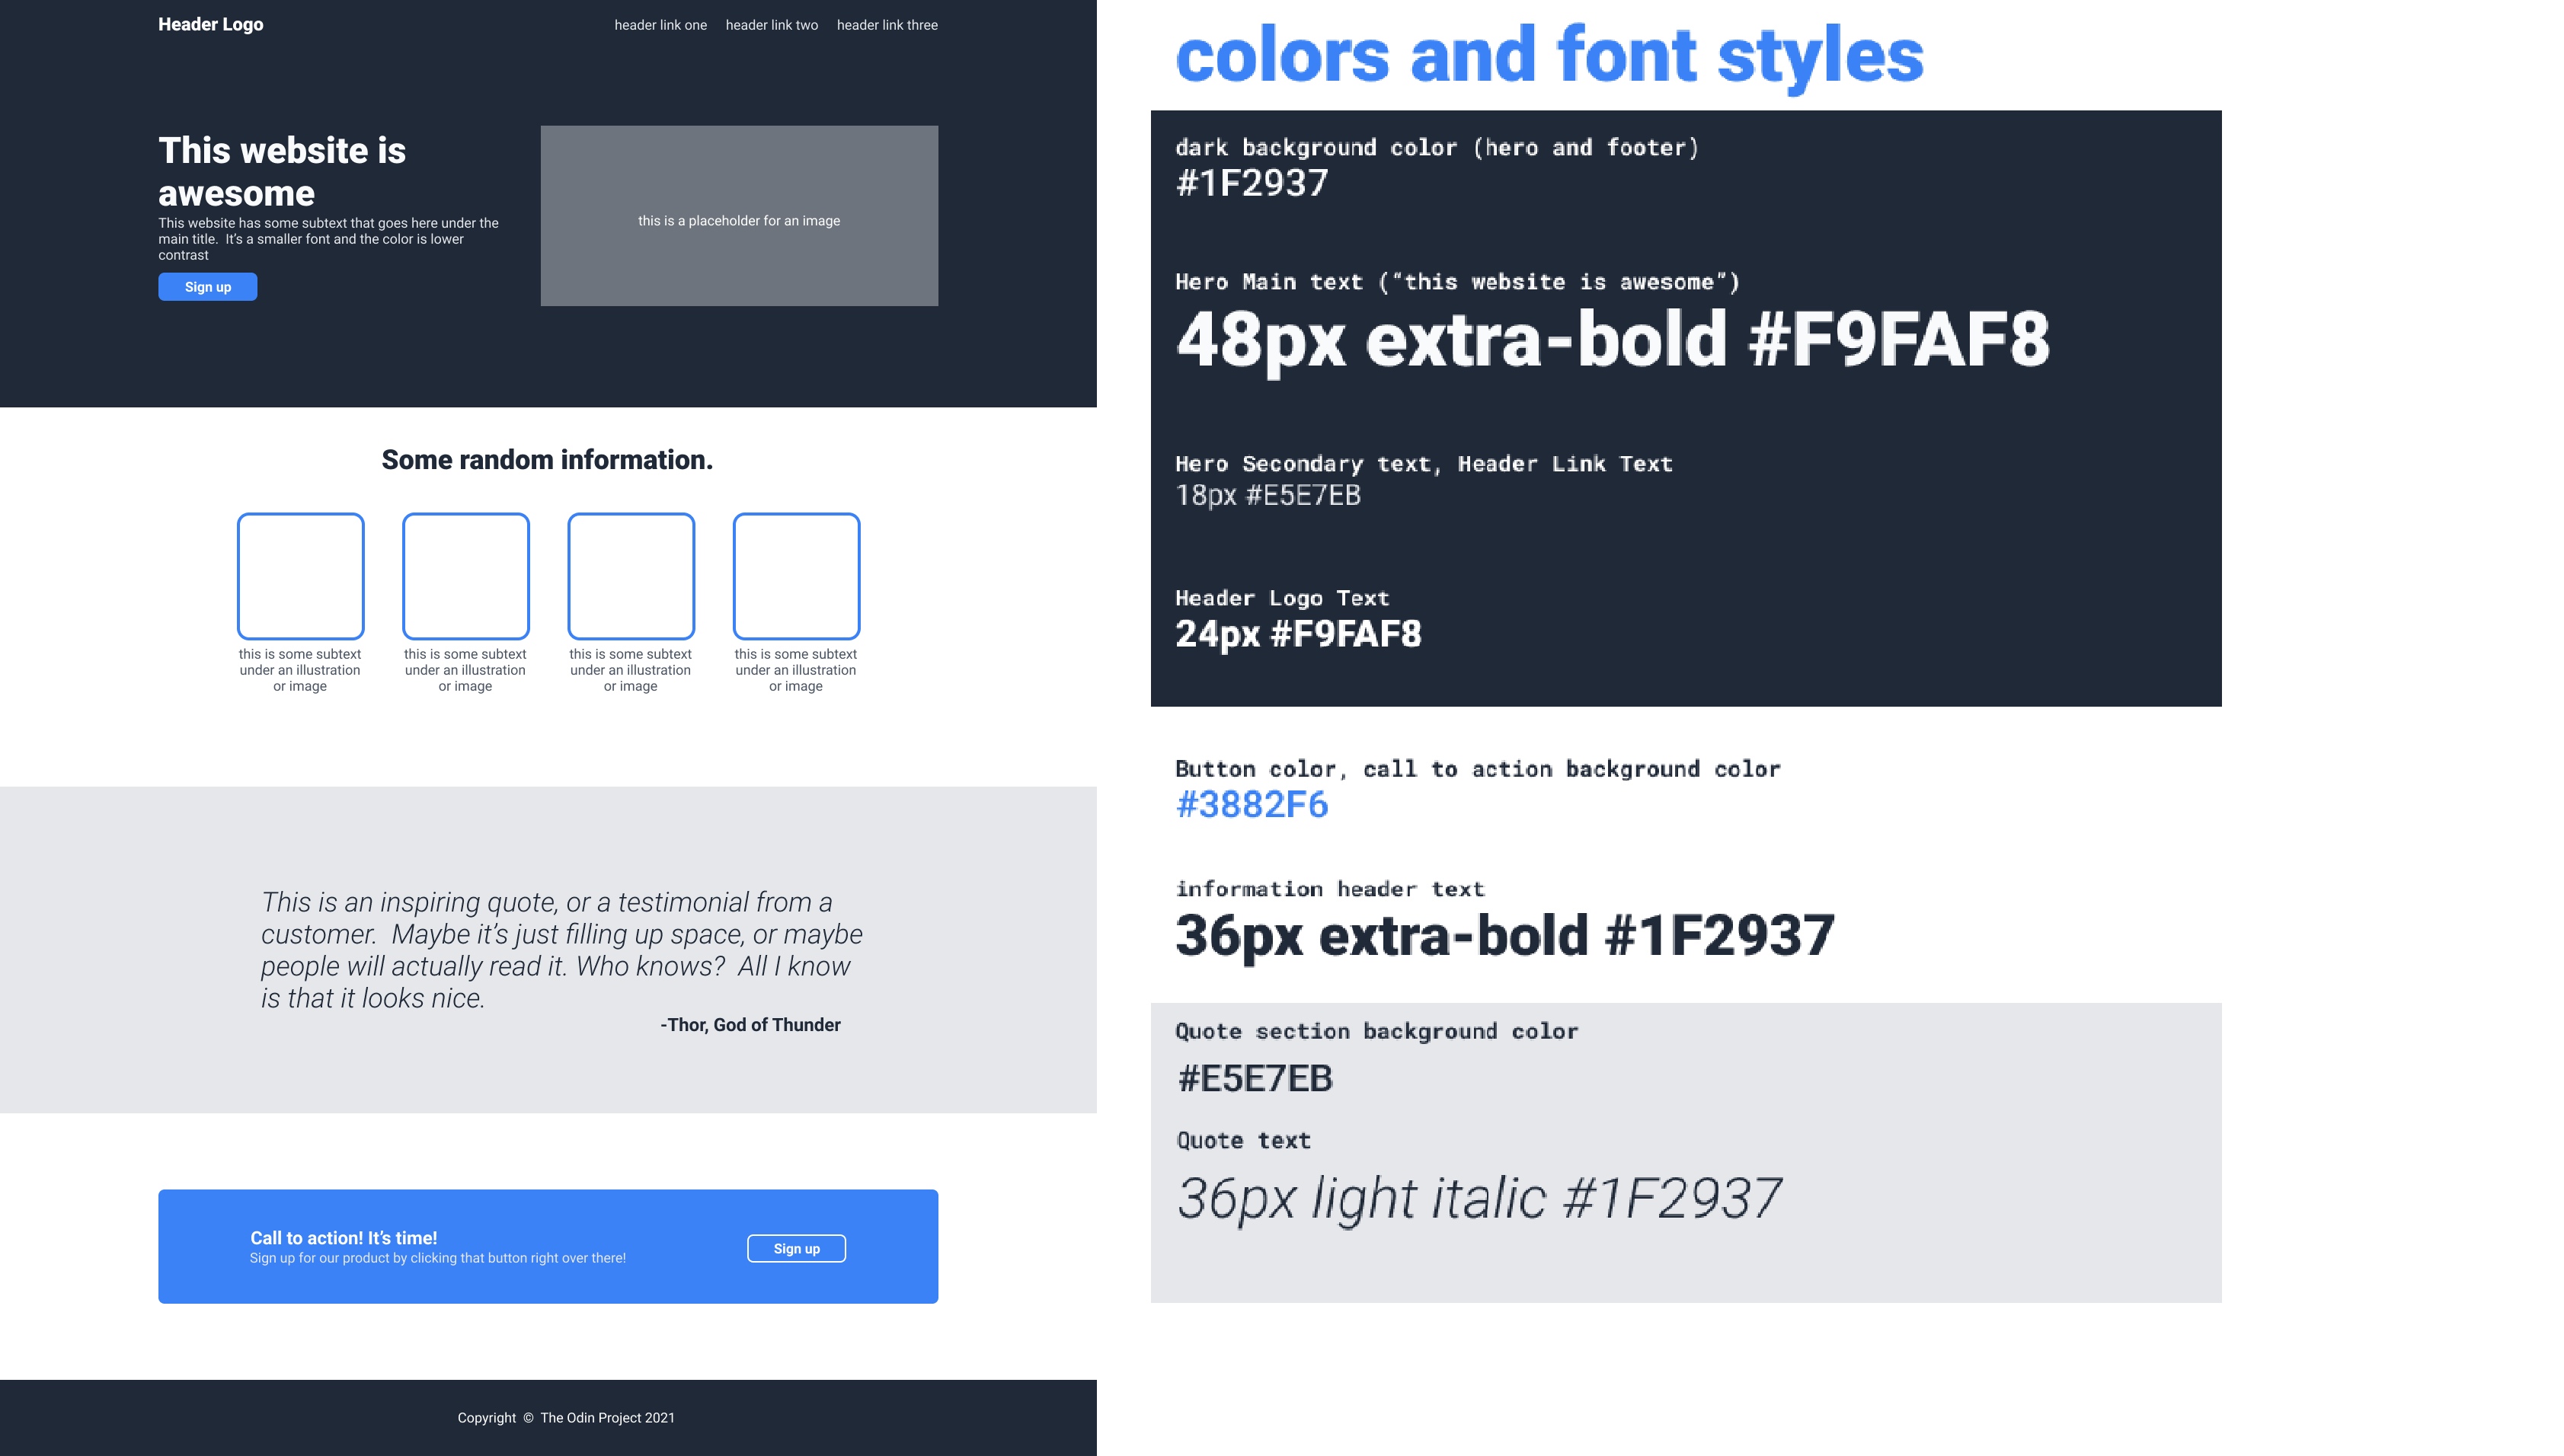 Header Logo
header link one header link two header link three
This website is
awesome
This website has some subtext that goes here under the
main title. It’s a smaller font and the color is lower
contrast
Sign up
this is a placeholder for an image
Some random information.
this is some subtext
under an illustration
or image
this is some subtext
under an illustration
or image
this is some subtext
under an illustration
or image
this is some subtext
under an illustration
or image
This is an inspiring quote, or a testimonial from a
customer. Maybe it’s just filling up space, or maybe
people will actually read it. Who knows? All I know
is that it looks nice.
-Thor, God of Thunder
Call to action! It’s time!
Sign up for our product by clicking that button right over there!
Sign up
Copyright © The Odin Project 2021
colors and font styles
dark background color (hero and footer)
#1F2937
Hero Main text (“this website is awesome”)
48px extra-bold #F9FAF8
Hero Secondary text, Header Link Text
18px #E5E7EB
Header Logo Text
24px #F9FAF8
Button color, call to action background color
#3882F6
information header text
36px extra-bold #1F2937
Quote section background color
#E5E7EB
Quote text
36px light italic #1F2937